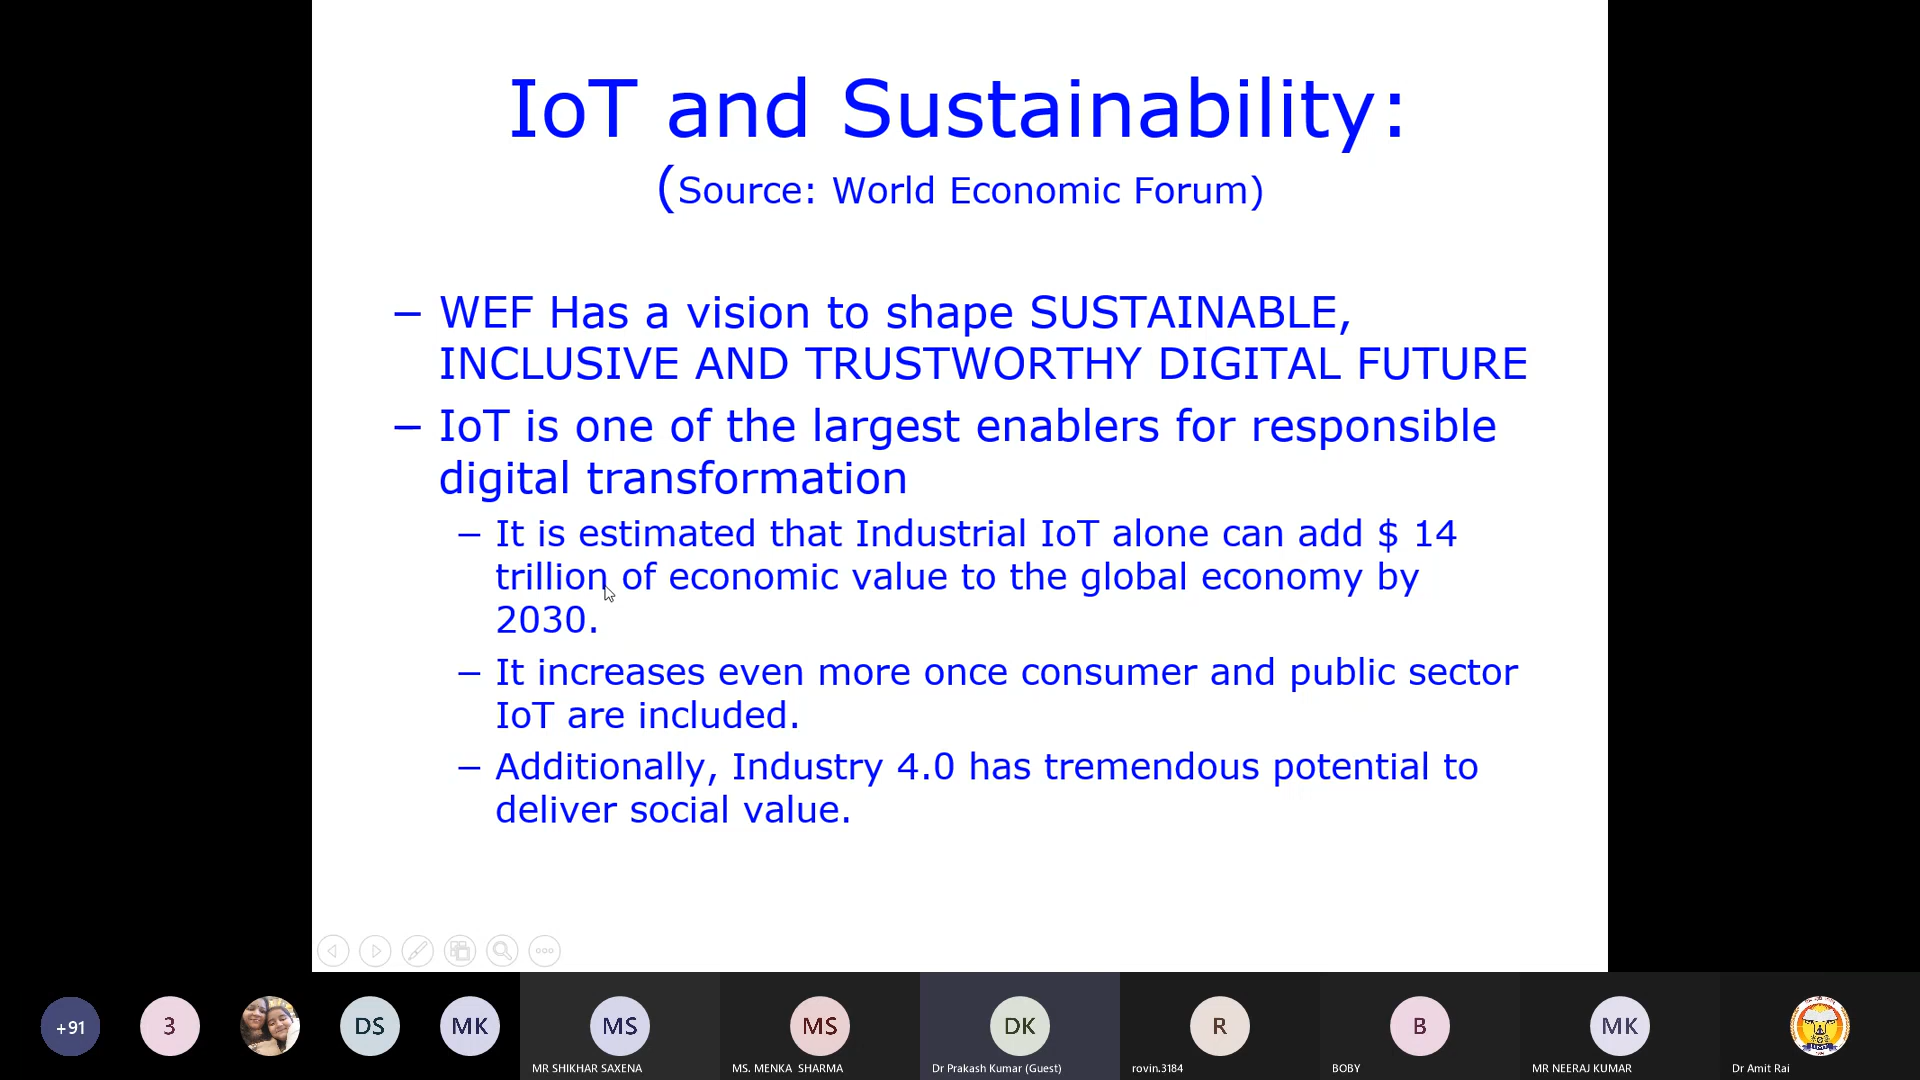 IoT and Sustainability:
(Source: World Economic Forum)
– WEF Has a vision to shape SUSTAINABLE,
INCLUSIVE AND TRUSTWORTHY DIGITAL FUTURE
– IoT is one of the largest enablers for responsible
digital transformation
– It is estimated that Industrial IoT alone can add $ 14
trillion of economic value to the global economy by
2030.
– It increases even more once consumer and public sector
IoT are included.
– Additionally, Industry 4.0 has tremendous potential to
deliver social value.
+91
3
DS
MK
MS
MR SHIKHAR SAXENA
MS
MS. MENKA SHARMA
DK
Dr Prakash Kumar (Guest)
R
rovin.3184
B
BOBY
MK
MR NEERAJ KUMAR
Dr Amit Rai